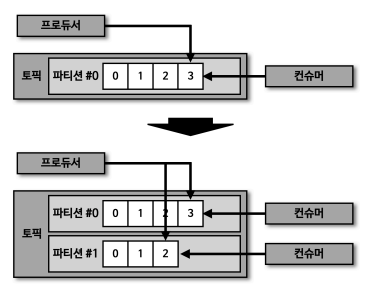 프로듀서
토픽 파티션 #0 0 1 2 3 컨슈머
프로듀서
파티션 #0 0 1 2 3 컨슈머
토픽
파티션 #1 0 1 2 컨슈머